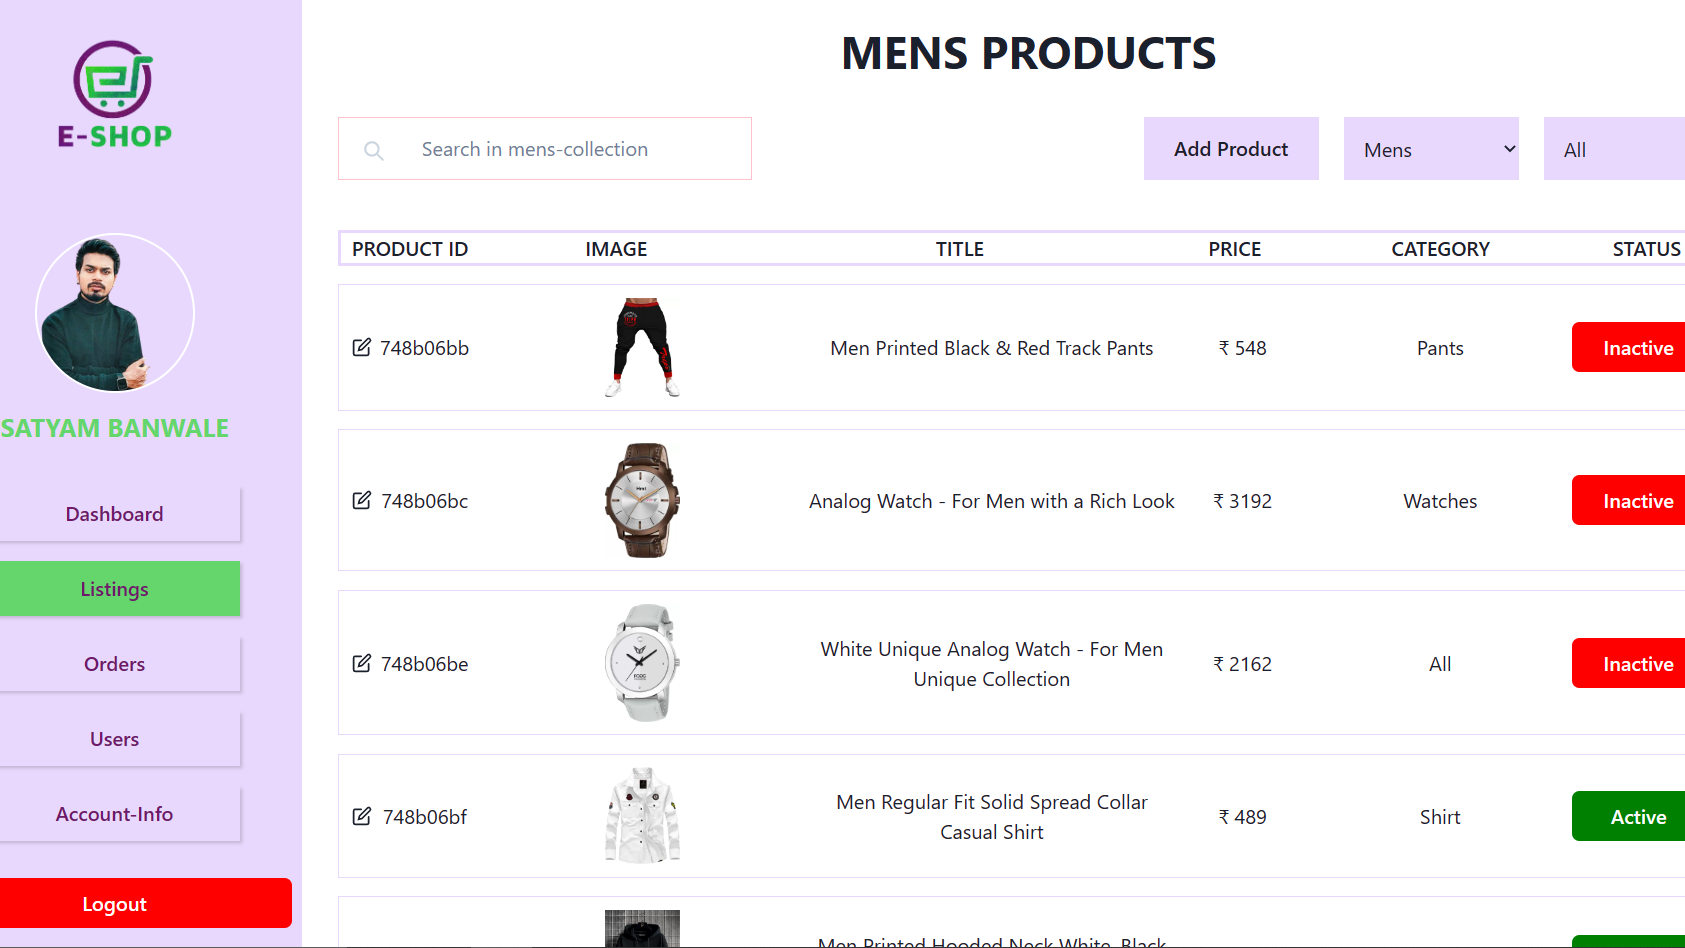 E-SHOP
SATYAM BANWALE
Dashboard
Listings
Orders
Users
Account-Info
Logout
MENS PRODUCTS
Search in mens-collection
Add Product
Mens
All
PRODUCT ID IMAGE TITLE PRICE CATEGORY STATUS
748b06bb Men Printed Black & Red Track Pants ₹ 548 Pants Inactive
748b06bc Analog Watch - For Men with a Rich Look ₹ 3192 Watches Inactive
748b06be White Unique Analog Watch - For Men
Unique Collection ₹ 2162 All Inactive
748b06bf Men Regular Fit Solid Spread Collar
Casual Shirt ₹ 489 Shirt Active
Men Printed Hooded Neck White, Black